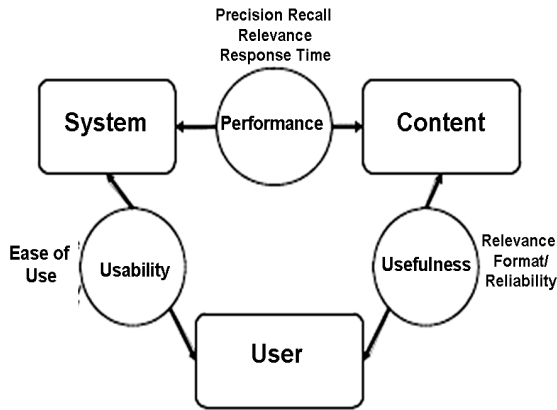 Precision Recall
Relevance
Response Time
System
Performance
Content
Ease of
Use
Usability
Usefulness
Relevance
Format/
Reliability
User